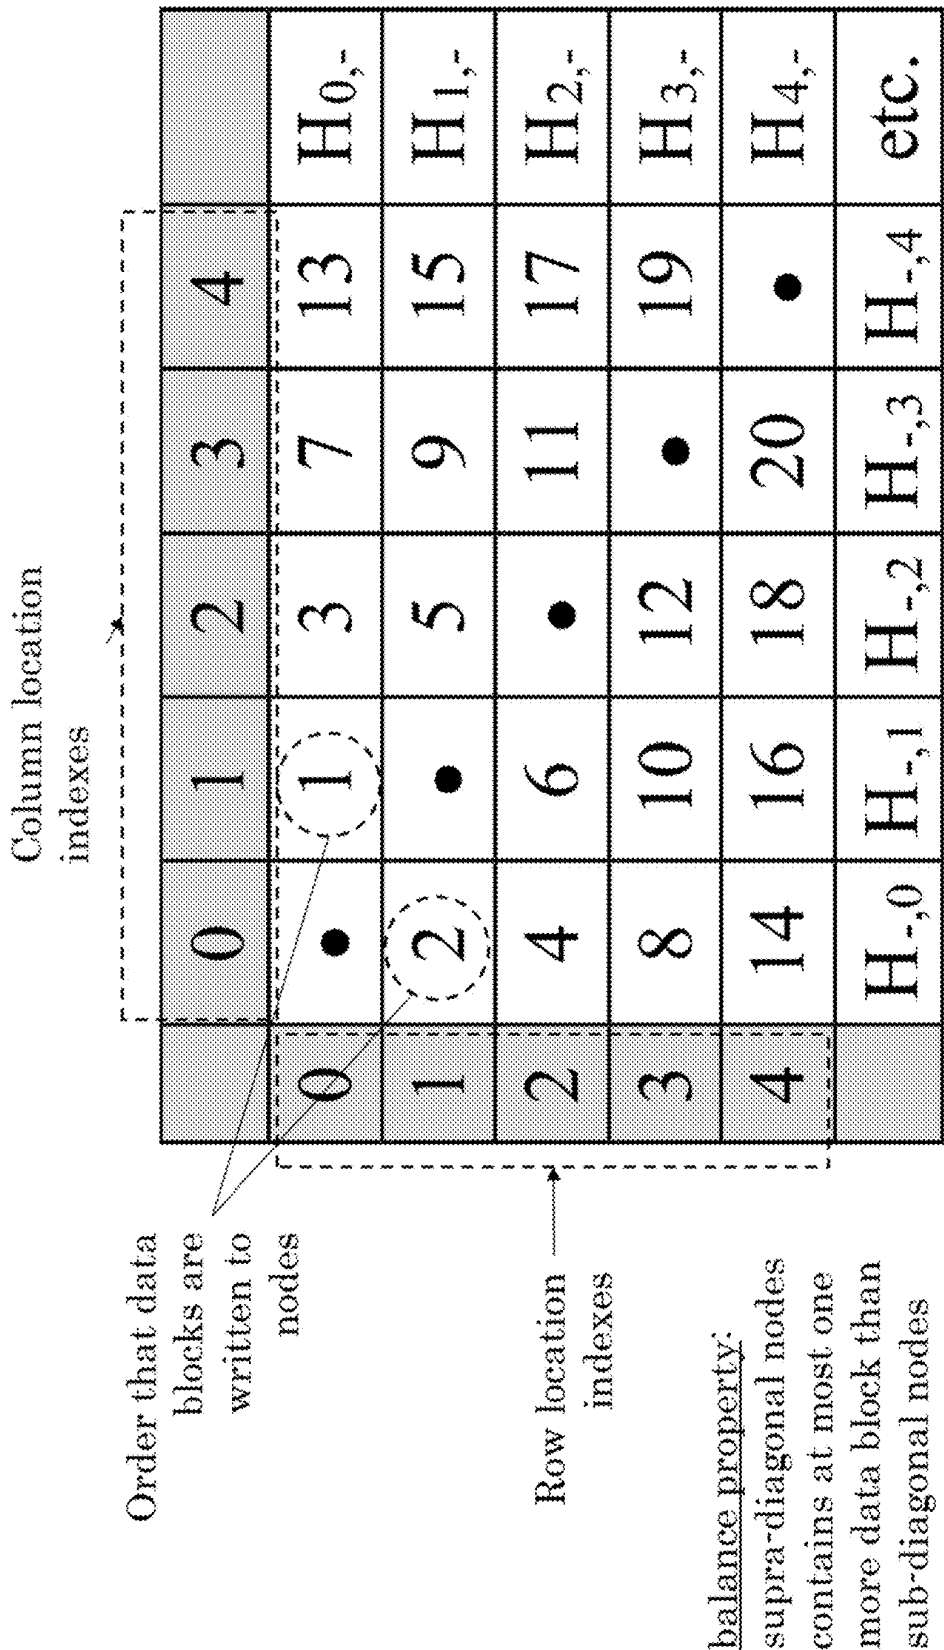 Column location
indexes
Order that data
blocks are
written to
nodes
0 1 2 3 4
0 • 1 3 7 13 H0,-
1 2 • 5 9 15 H1,-
2 4 6 • 11 17 H2,-
3 8 10 12 • 19 H3,-
4 14 16 18 20 • H4,-
H-,0 H-,1 H-,2 H-,3 H-,4 etc.
Row location
indexes
balance property:
supra-diagonal nodes
contains at most one
more data block than
sub-diagonal nodes